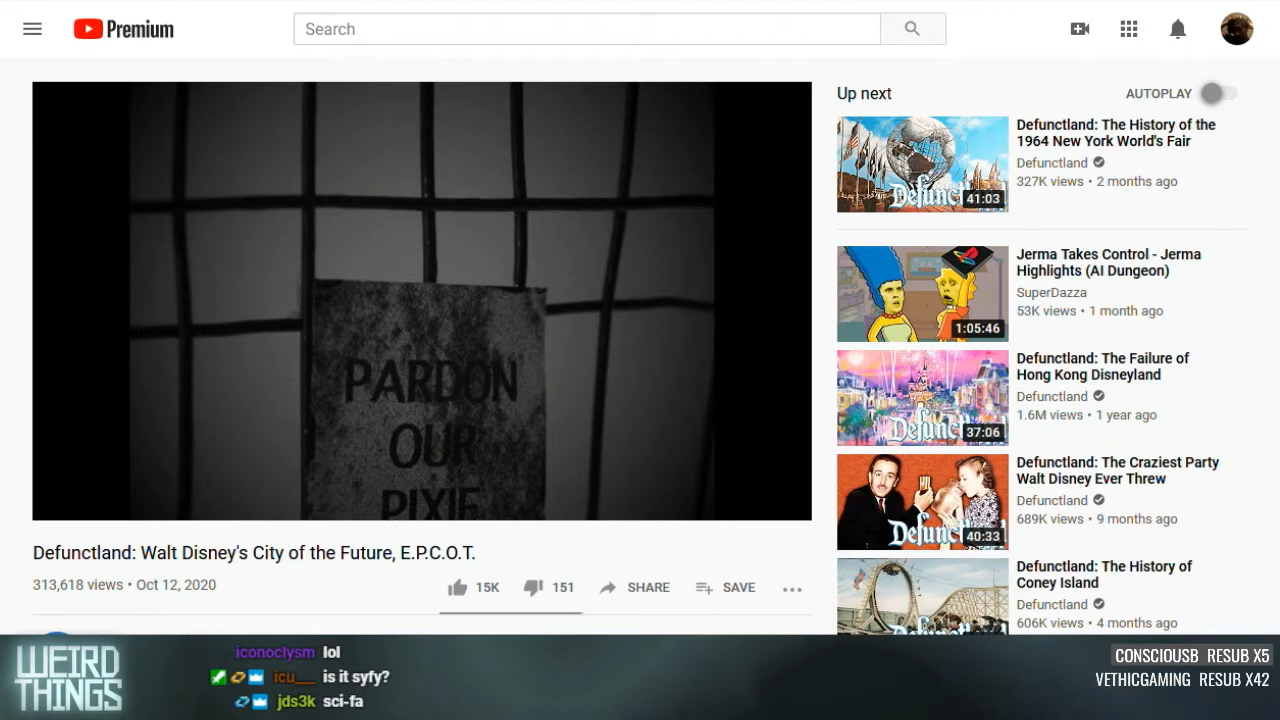 Premium
Search
PARDON
OUR
PIXIE
Defunctland: Walt Disney's City of the Future, E.P.C.O.T.
313,618 views • Oct 12, 2020
15K
151
SHARE
SAVE
Up next
AUTOPLAY
41:03
Defunctland: The History of the
1964 New York World's Fair
Defunctland
327K views • 2 months ago
1:05:46
Jerma Takes Control - Jerma
Highlights (AI Dungeon)
SuperDazza
53K views • 1 month ago
Defunctl
37:06
Defunctland: The Failure of
Hong Kong Disneyland
Defunctland
1.6M views • 1 year ago
40:33
Defunctland: The Craziest Party
Walt Disney Ever Threw
Defunctland
689K views • 9 months ago
Defunctland: The History of
Coney Island
Defunctland
606K views • 4 months ago
WEIRD
THINGS
iconoclysm lol
icu__ is it syfy?
jds3k sci-fa
CONSCIOUSB RESUB X5
VETHICGAMING RESUB X42